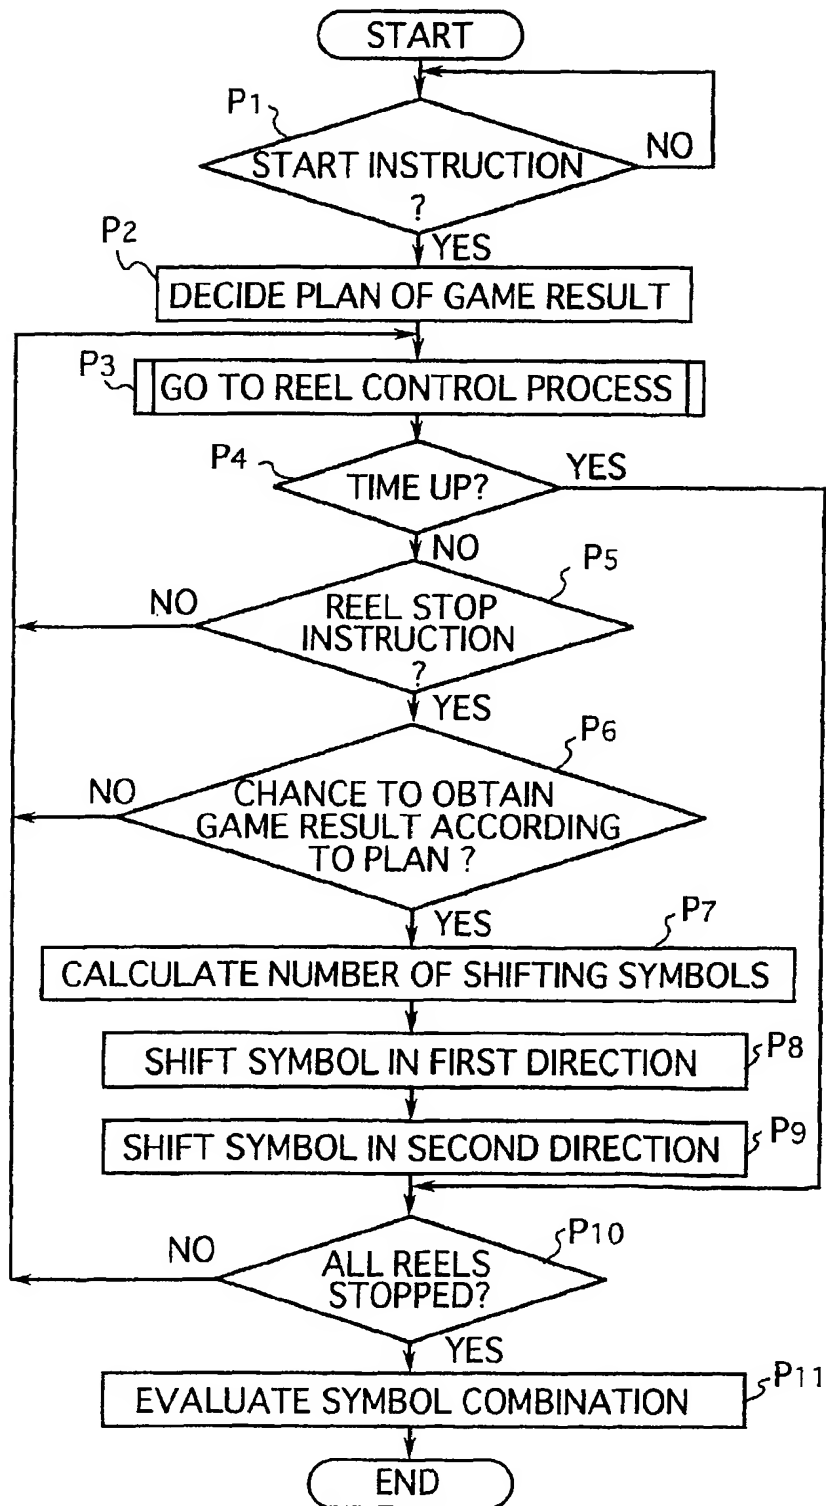 START
P1
START INSTRUCTION
?
NO
YES
P2
DECIDE PLAN OF GAME RESULT
P3
GO TO REEL CONTROL PROCESS
P4
TIME UP?
YES
NO
P5
REEL STOP
INSTRUCTION
?
NO
YES
P6
CHANCE TO OBTAIN
GAME RESULT ACCORDING
TO PLAN ?
NO
YES
P7
CALCULATE NUMBER OF SHIFTING SYMBOLS
SHIFT SYMBOL IN FIRST DIRECTION
P8
SHIFT SYMBOL IN SECOND DIRECTION
P9
P10
ALL REELS
STOPPED?
NO
YES
EVALUATE SYMBOL COMBINATION
P11
END